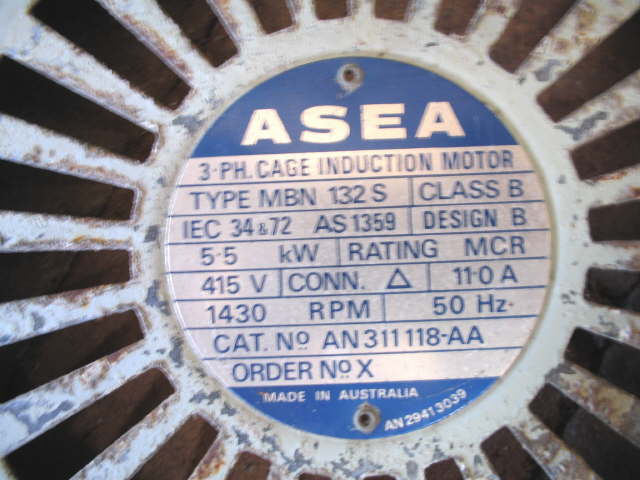 ASEA
3-PH. CAGE INDUCTION MOTOR
TYPE MBN 132 S CLASS B
IEC 34 & 72 AS 1359 DESIGN B
5·5 kW RATING MCR
415 V CONN. △ 11·0 A
1430 RPM 50 Hz·
CAT. No AN 311 118-AA
ORDER No X
MADE IN AUSTRALIA
AN 2941 3039